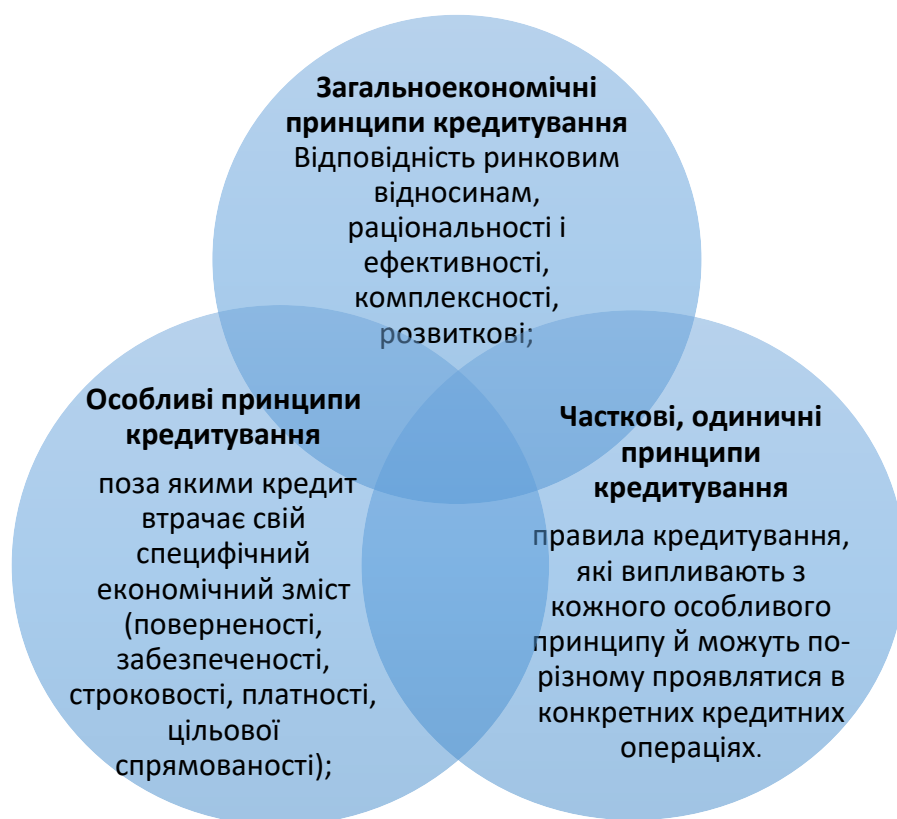 Загальноекономічні
принципи кредитування
Відповідність ринковим
відносинам,
раціональності і
ефективності,
комплексності,
розвиткові;
Особливі принципи
кредитування
поза якими кредит
втрачає свій
специфічний
економічний зміст
(поверненості,
забезпеченості,
строковості, платності,
цільової
спрямованості);
Часткові, одиничні
принципи
кредитування
правила кредитування,
які випливають з
кожного особливого
принципу й можуть по-
різному проявлятися в
конкретних кредитних
операціях.